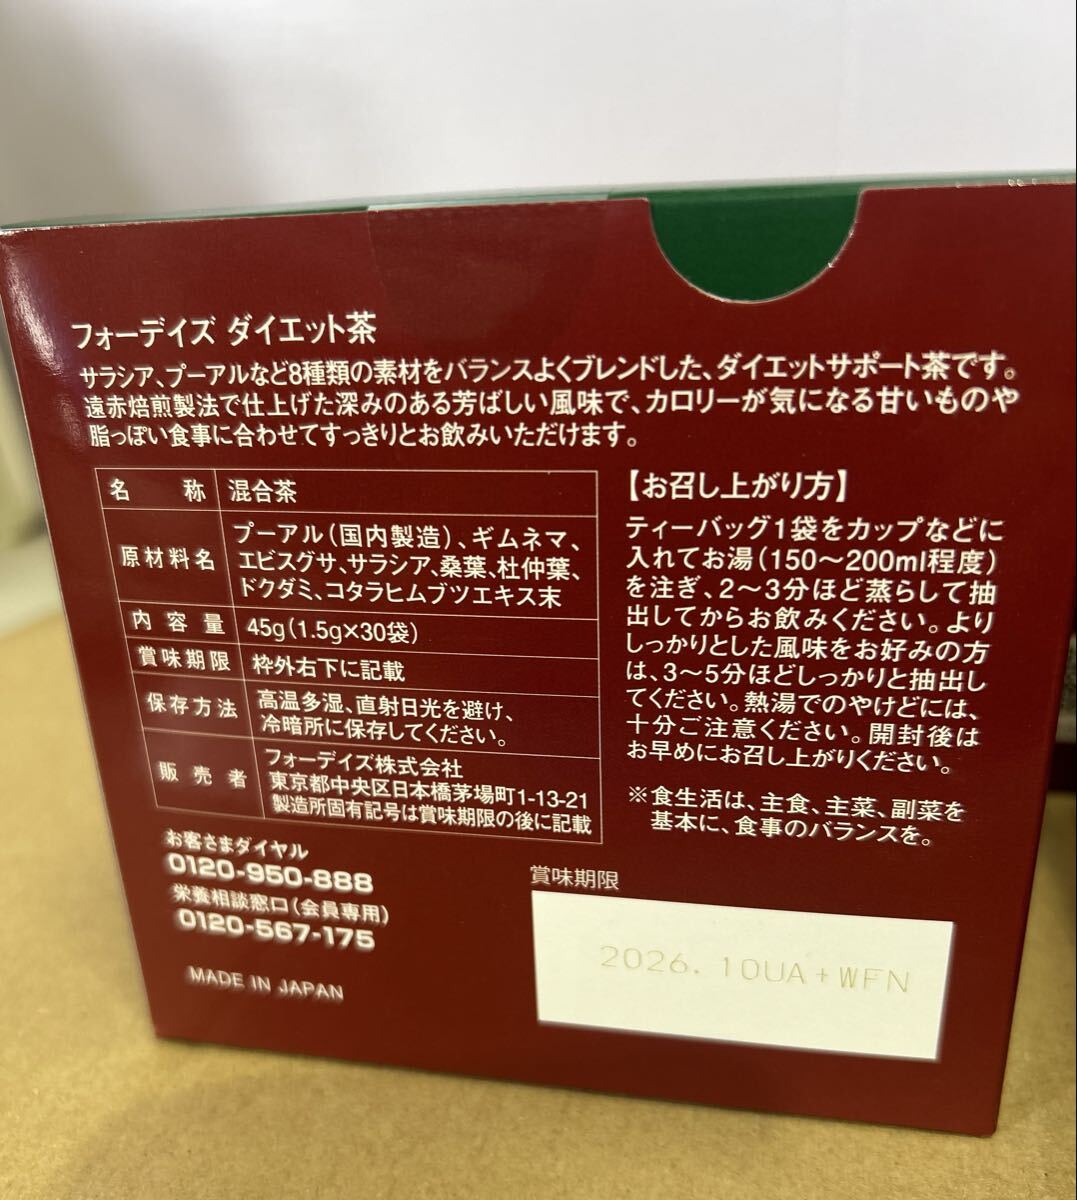 フォーデイズ ダイエット茶
サラシア、プーアルなど8種類の素材をバランスよくブレンドした、ダイエットサポート茶です。
遠赤焙煎製法で仕上げた深みのある芳ばしい風味で、カロリーが気になる甘いものや
脂っぽい食事に合わせてすっきりとお飲みいただけます。
名称 混合茶
原材料名 プーアル(国内製造)、ギムネマ、
エビスグサ、サラシア、桑葉、杜仲葉、
ドクダミ、コタラヒムブツエキス末
内容量 45g(1.5g×30袋)
賞味期限 枠外右下に記載
保存方法 高温多湿、直射日光を避け、
冷暗所に保存してください。
販売者 フォーデイズ株式会社
東京都中央区日本橋茅場町1-13-21
製造所固有記号は賞味期限の後に記載
お客さまダイヤル
0120-950-888
栄養相談窓口(会員専用)
0120-567-175
MADE IN JAPAN
【お召し上がり方】
ティーバッグ1袋をカップなどに
入れてお湯(150〜200ml程度)
を注ぎ、2〜3分ほど蒸らして抽
出してからお飲みください。より
しっかりとした風味をお好みの方
は、3〜5分ほどしっかりと抽出し
てください。熱湯でのやけどには、
十分ご注意ください。開封後は
お早めにお召し上がりください。
※食生活は、主食、主菜、副菜を
基本に、食事のバランスを。
賞味期限
2026.10UA+WFN